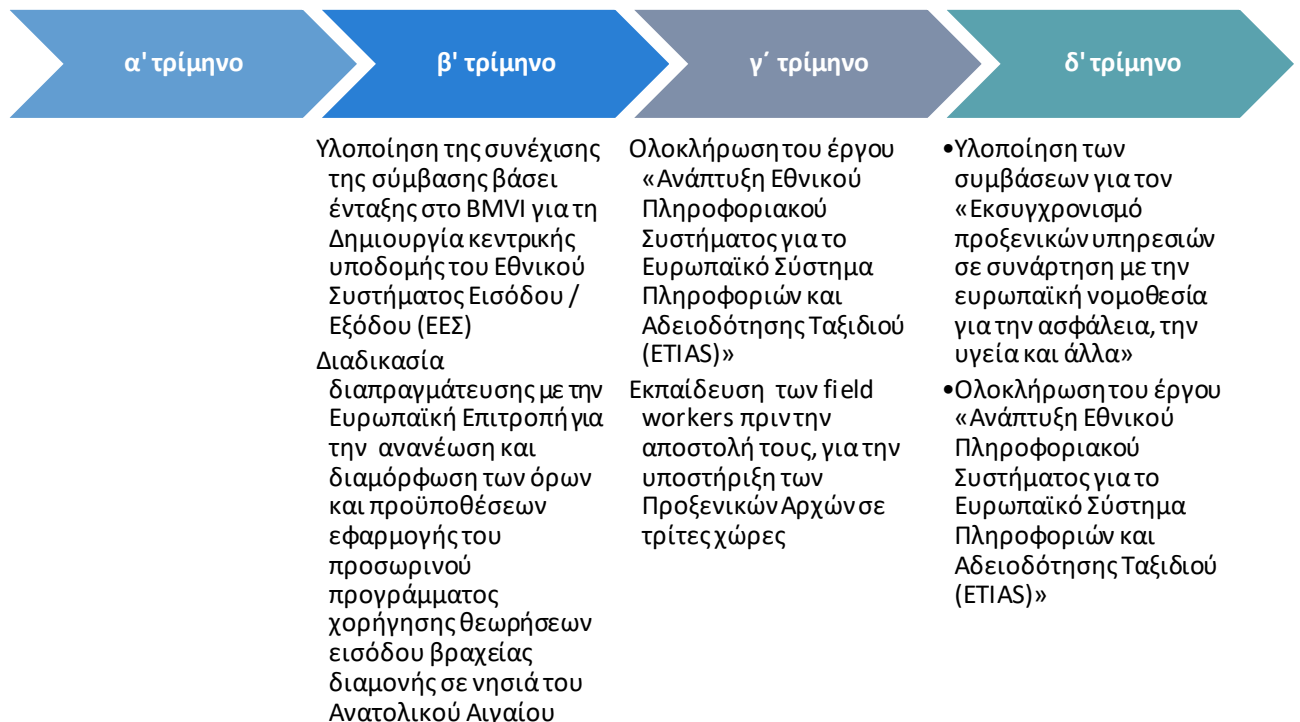 α' τρίμηνο
β' τρίμηνο
γ΄ τρίμηνο
δ' τρίμηνο
Υλοποίηση της συνέχισης
της σύμβασης βάσει
ένταξης στο BMVI για τη
Δημιουργία κεντρικής
υποδομής του Εθνικού
Συστήματος Εισόδου /
Εξόδου (ΕΕΣ)
Διαδικασία
διαπραγμάτευσης με την
Ευρωπαϊκή Επιτροπή για
την ανανέωση και
διαμόρφωση των όρων
και προϋποθέσεων
εφαρμογής του
προσωρινού
προγράμματος
χορήγησης θεωρήσεων
εισόδου βραχείας
διαμονής σε νησιά του
Ανατολικού Αιγαίου
Ολοκλήρωση του έργου
«Ανάπτυξη Εθνικού
Πληροφοριακού
Συστήματος για το
Ευρωπαϊκό Σύστημα
Πληροφοριών και
Αδειοδότησης Ταξιδιού
(ETIAS)»
Εκπαίδευση των field
workers πριν την
αποστολή τους, για την
υποστήριξη των
Προξενικών Αρχών σε
τρίτες χώρες
•Υλοποίηση των
συμβάσεων για τον
«Εκσυγχρονισμό
προξενικών υπηρεσιών
σε συνάρτηση με την
ευρωπαϊκή νομοθεσία
για την ασφάλεια, την
υγεία και άλλα»
•Ολοκλήρωση του έργου
«Ανάπτυξη Εθνικού
Πληροφοριακού
Συστήματος για το
Ευρωπαϊκό Σύστημα
Πληροφοριών και
Αδειοδότησης Ταξιδιού
(ETIAS)»